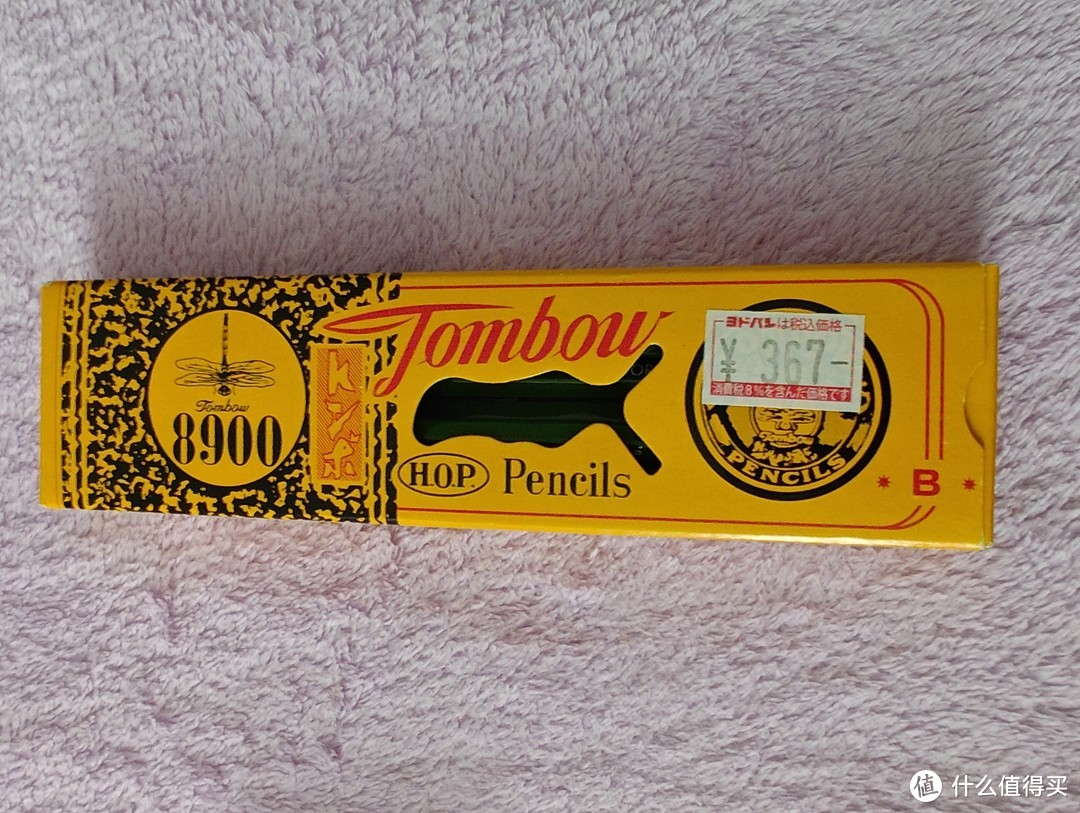 Tombow
8900
トンボ
Tombow
H.O.P. Pencils
ヨドバシは税込価格
¥ 367-
消費税8%を含んだ価格です
PENCILS
* B *
值 什么值得买